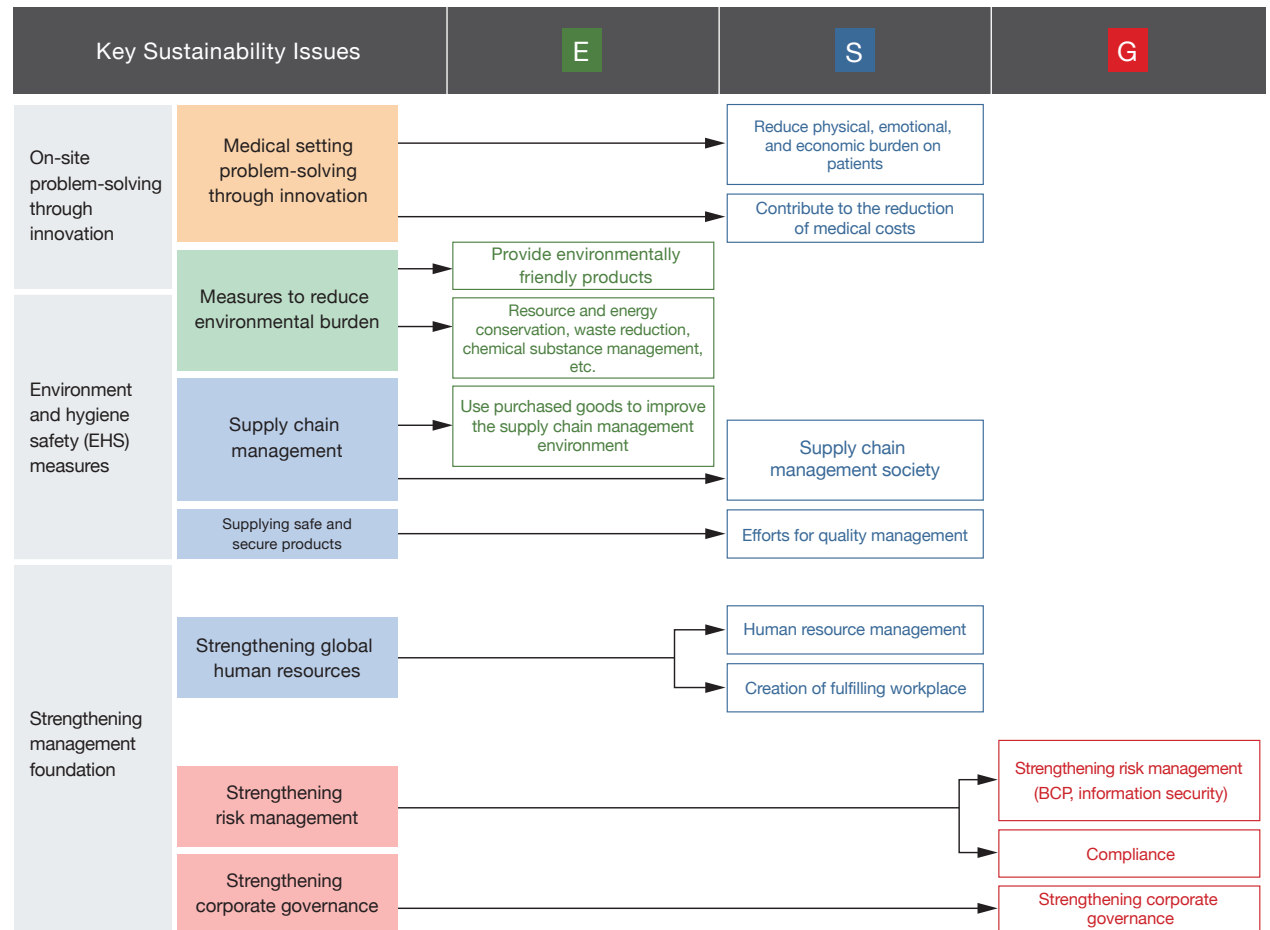 Key Sustainability Issues
E
S
G
On-site
problem-solving
through
innovation
Medical setting
problem-solving
through innovation
Reduce physical, emotional,
and economic burden on
patients
Contribute to the reduction
of medical costs
Measures to reduce
environmental burden
Provide environmentally
friendly products
Resource and energy
conservation, waste reduction,
chemical substance management,
etc.
Environment
and hygiene
safety (EHS)
measures
Supply chain
management
Use purchased goods to improve
the supply chain management
environment
Supply chain
management society
Supplying safe and
secure products
Efforts for quality management
Strengthening
management
foundation
Strengthening global
human resources
Human resource management
Creation of fulfilling workplace
Strengthening
risk management
Strengthening risk management
(BCP, information security)
Compliance
Strengthening
corporate governance
Strengthening corporate
governance